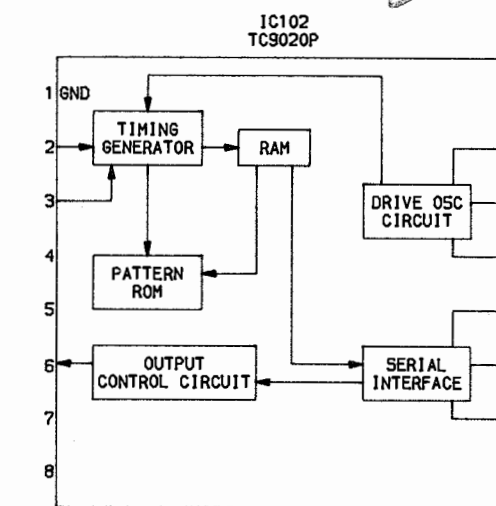 IC102
TC9020P
1 GND
TIMING
GENERATOR
2
RAM
3
DRIVE OSC
CIRCUIT
4
PATTERN
ROM
5
6
OUTPUT
CONTROL CIRCUIT
SERIAL
INTERFACE
7
8